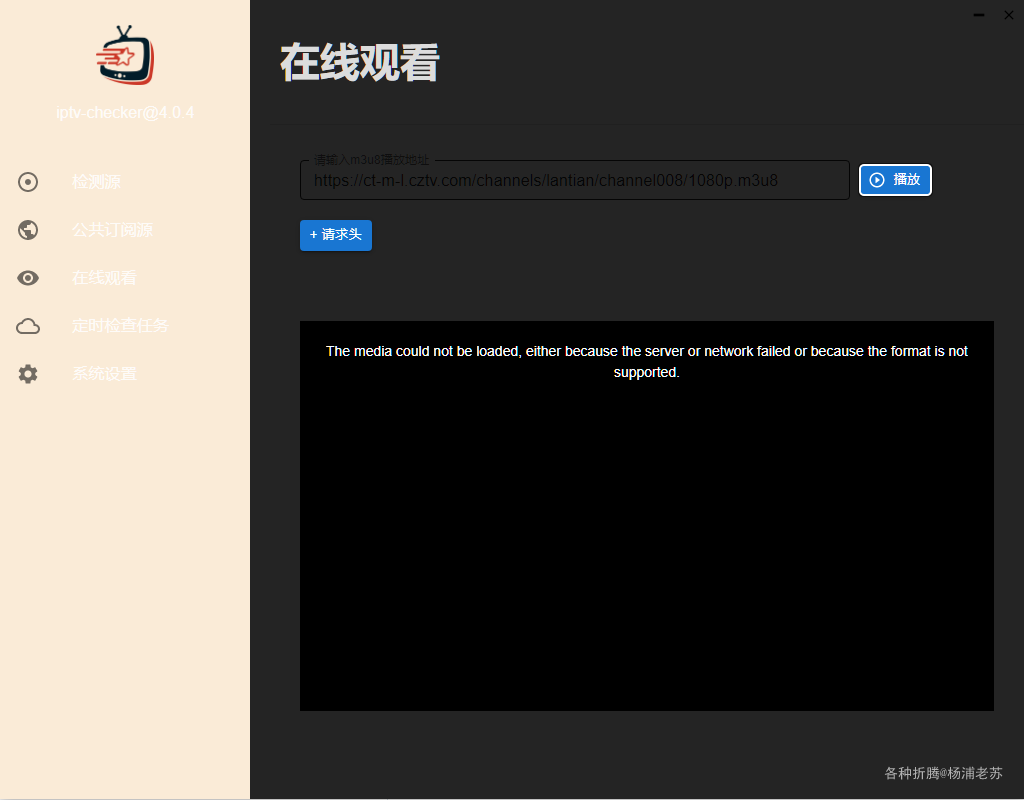 iptv-checker@4.0.4
检测源
公共订阅源
在线观看
定时检查任务
系统设置
在线观看
请输入m3u8播放地址
https://ct-m-l.cztv.com/channels/lantian/channel008/1080p.m3u8
播放
+ 请求头
The media could not be loaded, either because the server or network failed or because the format is not
supported.
各种折腾@杨浦老苏